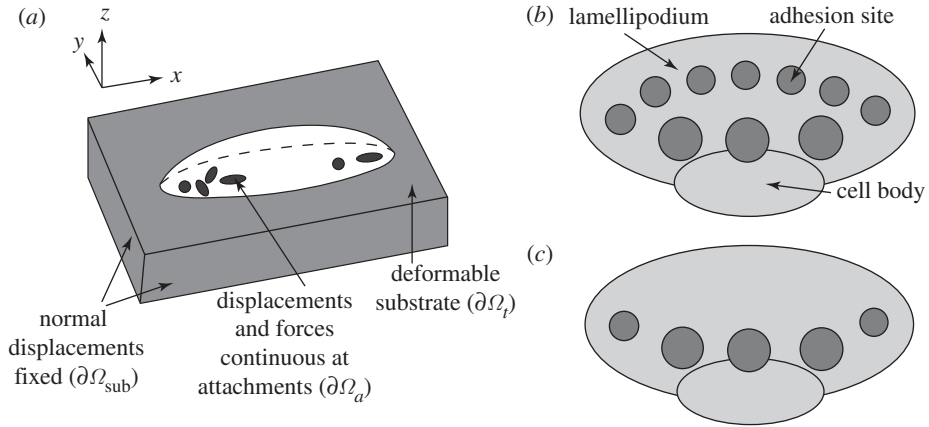 (a)
z
y
x
normal
displacements
fixed (∂Ω_sub)
displacements
and forces
continuous at
attachments (∂Ω_a)
deformable
substrate (∂Ω_t)
(b)
lamellipodium
adhesion site
cell body
(c)